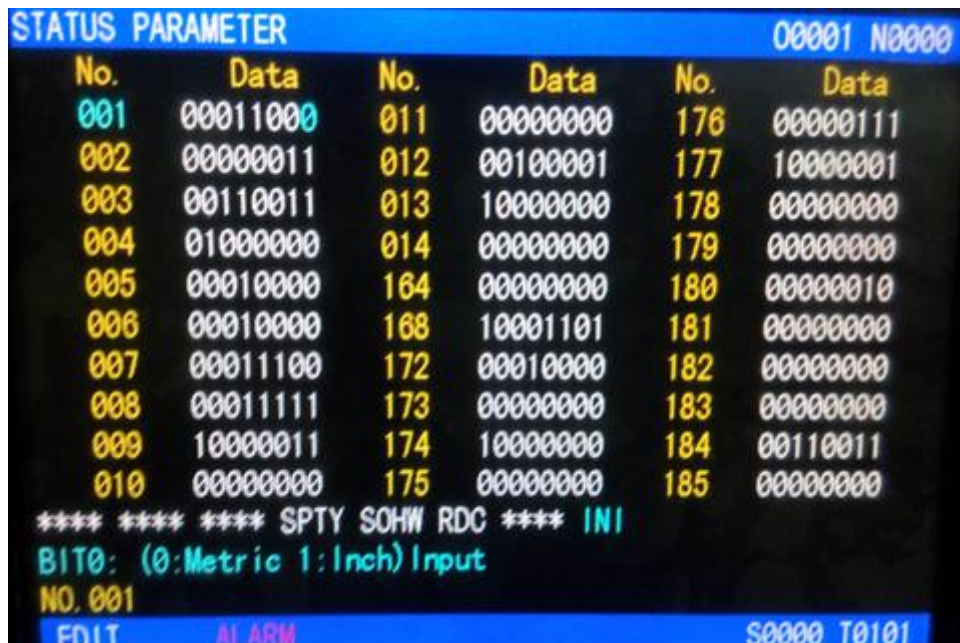 STATUS PARAMETER O0001 N0000
No. Data No. Data No. Data
001 00011000 011 00000000 176 00000111
002 00000011 012 00100001 177 10000001
003 00110011 013 10000000 178 00000000
004 01000000 014 00000000 179 00000000
005 00010000 164 00000000 180 00000010
006 00010000 168 10001101 181 00000000
007 00011100 172 00010000 182 00000000
008 00011111 173 00000000 183 00000000
009 10000011 174 10000000 184 00110011
010 00000000 175 00000000 185 00000000
**** **** **** SPTY SOHW RDC **** INI
BIT0: (0:Metric 1:Inch)Input
NO.001
EDIT ALARM S0000 T0101